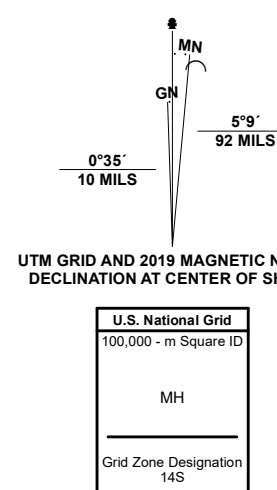 MN
GN
5°9´
92 MILS
0°35´
10 MILS
UTM GRID AND 2019 MAGNETIC N
DECLINATION AT CENTER OF SH
U.S. National Grid
100,000 - m Square ID
MH
Grid Zone Designation
14S